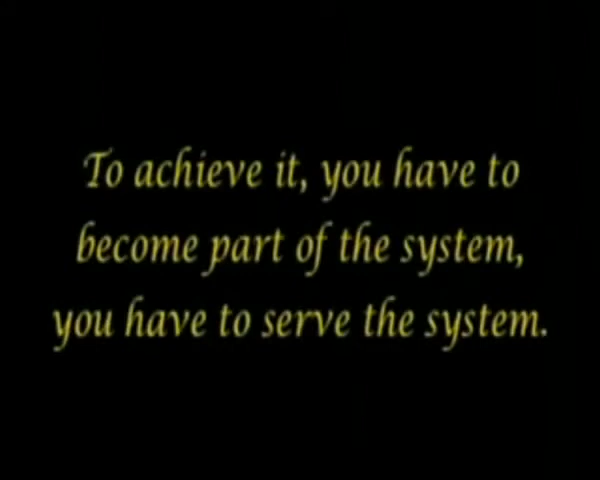 To achieve it, you have to
become part of the system,
you have to serve the system.